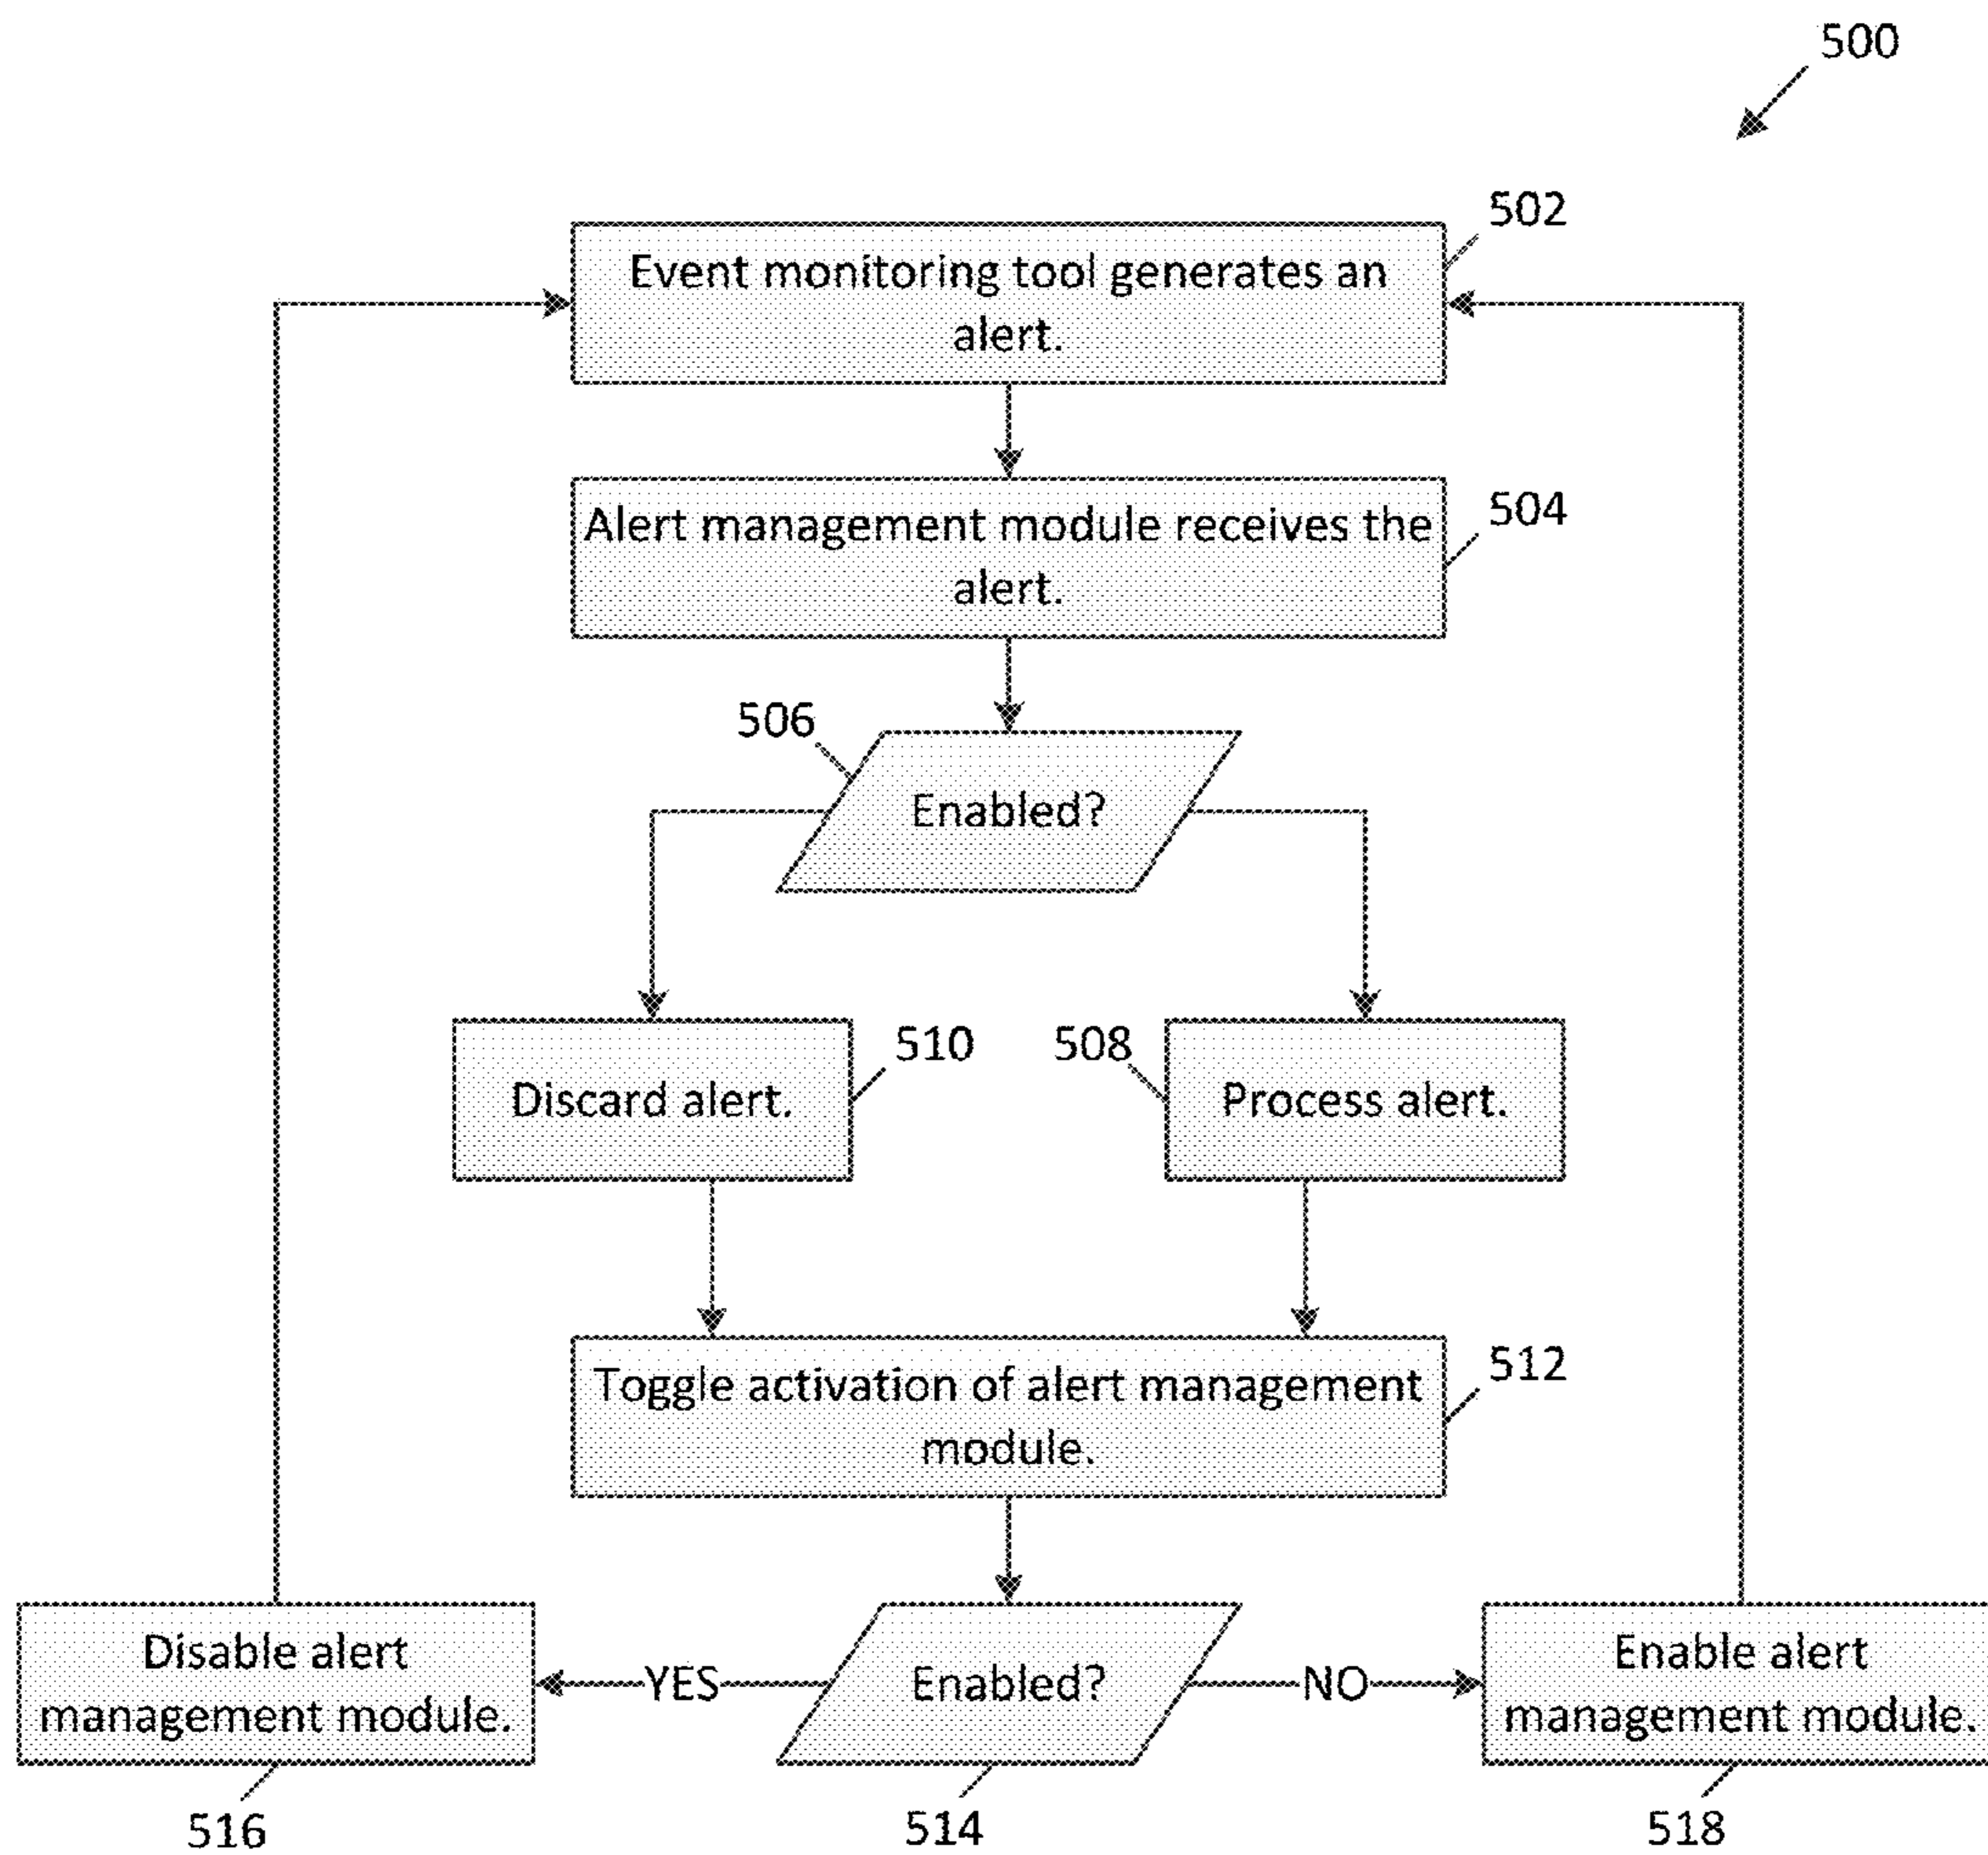 500
502
Event monitoring tool generates an
alert.
504
Alert management module receives the
alert.
506
Enabled?
510
508
Discard alert.
Process alert.
512
Toggle activation of alert management
module.
Disable alert
management module.
YES
Enabled?
NO
Enable alert
management module.
516
514
518